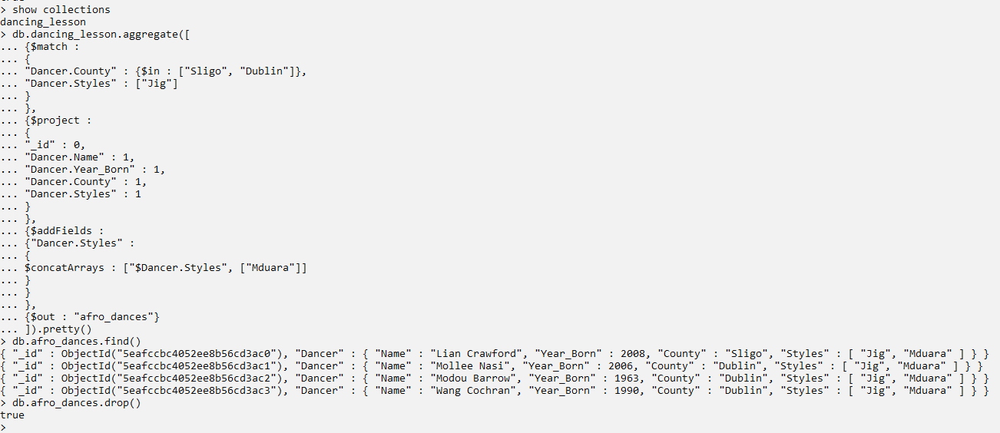 true
> show collections
dancing_lesson
> db.dancing_lesson.aggregate([
... {$match :
... {
... "Dancer.County" : {$in : ["Sligo", "Dublin"]},
... "Dancer.Styles" : ["Jig"]
... }
... },
... {$project :
... {
... "_id" : 0,
... "Dancer.Name" : 1,
... "Dancer.Year_Born" : 1,
... "Dancer.County" : 1,
... "Dancer.Styles" : 1
... }
... },
... {$addFields :
... {"Dancer.Styles" :
... {
... $concatArrays : ["$Dancer.Styles", ["Mduara"]]
... }
... }
... },
... {$out : "afro_dances"}
... ]).pretty()
> db.afro_dances.find()
{ "_id" : ObjectId("5eafccbc4052ee8b56cd3ac0"), "Dancer" : { "Name" : "Lian Crawford", "Year_Born" : 2008, "County" : "Sligo", "Styles" : [ "Jig", "Mduara" ] } }
{ "_id" : ObjectId("5eafccbc4052ee8b56cd3ac1"), "Dancer" : { "Name" : "Mollee Nasi", "Year_Born" : 2006, "County" : "Dublin", "Styles" : [ "Jig", "Mduara" ] } }
{ "_id" : ObjectId("5eafccbc4052ee8b56cd3ac2"), "Dancer" : { "Name" : "Modou Barrow", "Year_Born" : 1963, "County" : "Dublin", "Styles" : [ "Jig", "Mduara" ] } }
{ "_id" : ObjectId("5eafccbc4052ee8b56cd3ac3"), "Dancer" : { "Name" : "Wang Cochran", "Year_Born" : 1990, "County" : "Dublin", "Styles" : [ "Jig", "Mduara" ] } }
> db.afro_dances.drop()
true
>